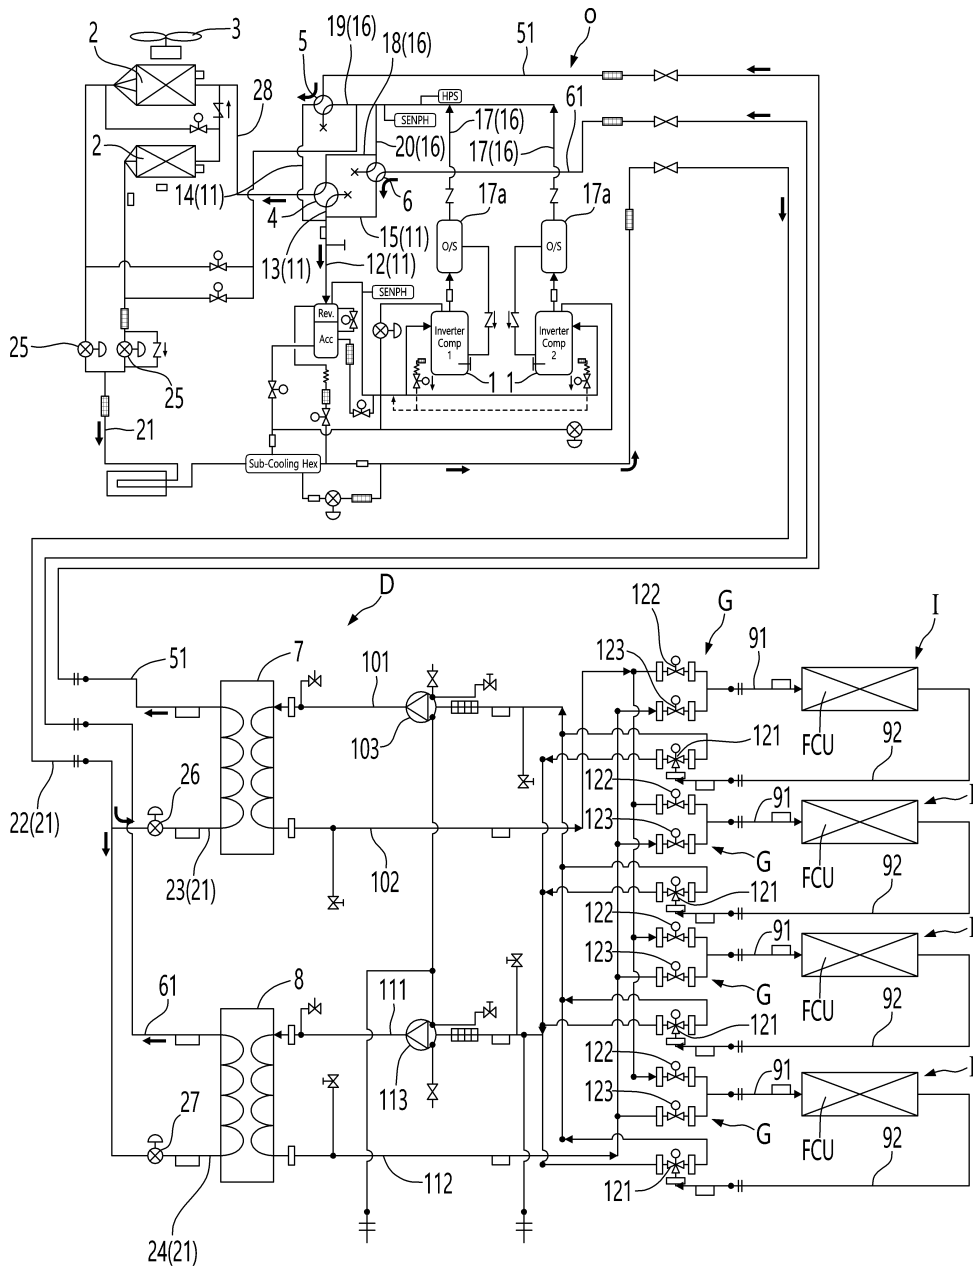 19(16)
51
O
2
3
5
18(16)
HPS
61
2
SENPH
28
17(16)
20(16)
17(16)
2
17a
17a
14(11)
4
6
O/S
O/S
15(11)
13(11)
12(11)
SENPH
Rev.
Acc
Inverter Comp 1
Inverter Comp 2
25
25
1
1
21
Sub-Cooling Hex
D
122
G
I
7
123
91
51
101
103
121
FCU
92
122
26
I
91
22(21)
123
G
FCU
23(21)
102
121
92
122
I
91
123
61
8
111
G
FCU
121
92
122
I
91
27
113
123
G
FCU
92
112
121
24(21)